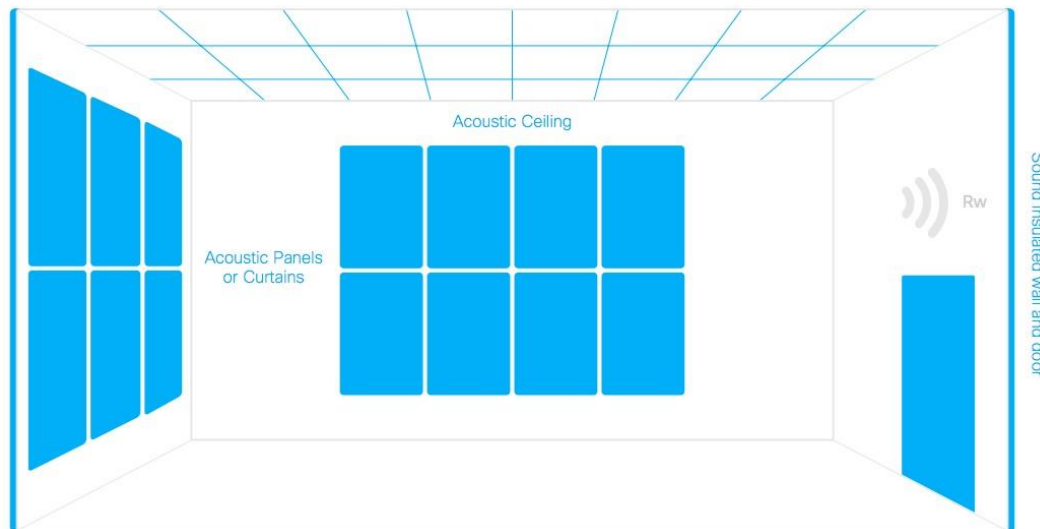 Acoustic Ceiling
Acoustic Panels
or Curtains
Rw
Sound insulated wall and door